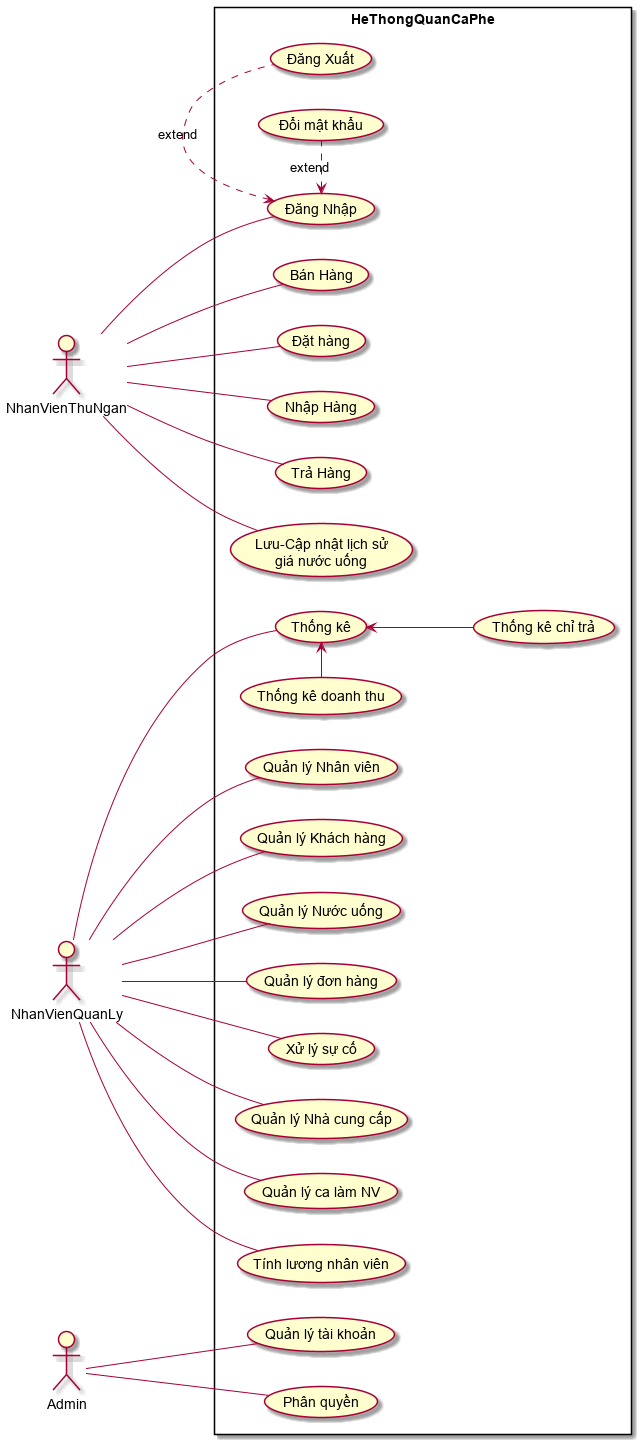 HeThongQuanCaPhe
Đăng Xuất
Đổi mật khẩu
extend
extend
Đăng Nhập
Bán Hàng
Đặt hàng
Nhập Hàng
NhanVienThuNgan
Trả Hàng
Lưu-Cập nhật lịch sử
giá nước uống
Thống kê
Thống kê chỉ trả
Thống kê doanh thu
Quản lý Nhân viên
Quản lý Khách hàng
Quản lý Nước uống
Quản lý đơn hàng
NhanVienQuanLy
Xử lý sự cố
Quản lý Nhà cung cấp
Quản lý ca làm NV
Tính lương nhân viên
Quản lý tài khoản
Phân quyền
Admin